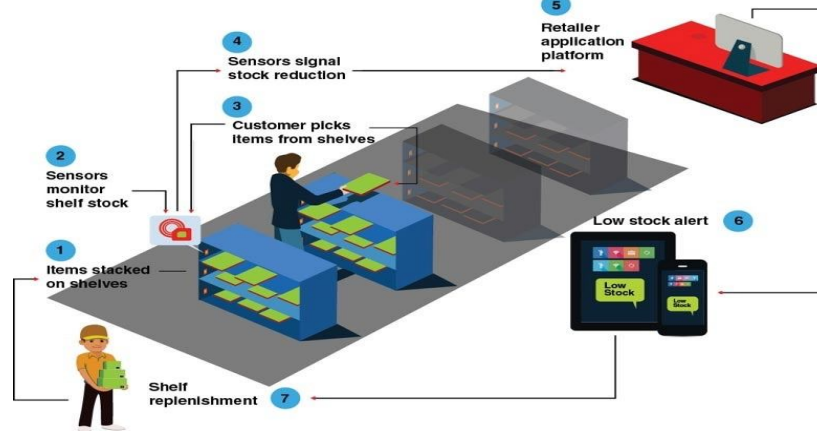 1
Items stacked
on shelves
2
Sensors
monitor
shelf stock
3
Customer picks
items from shelves
4
Sensors signal
stock reduction
5
Retailer
application
platform
6
Low stock alert
Low
Stock
Low
Stock
7
Shelf
replenishment